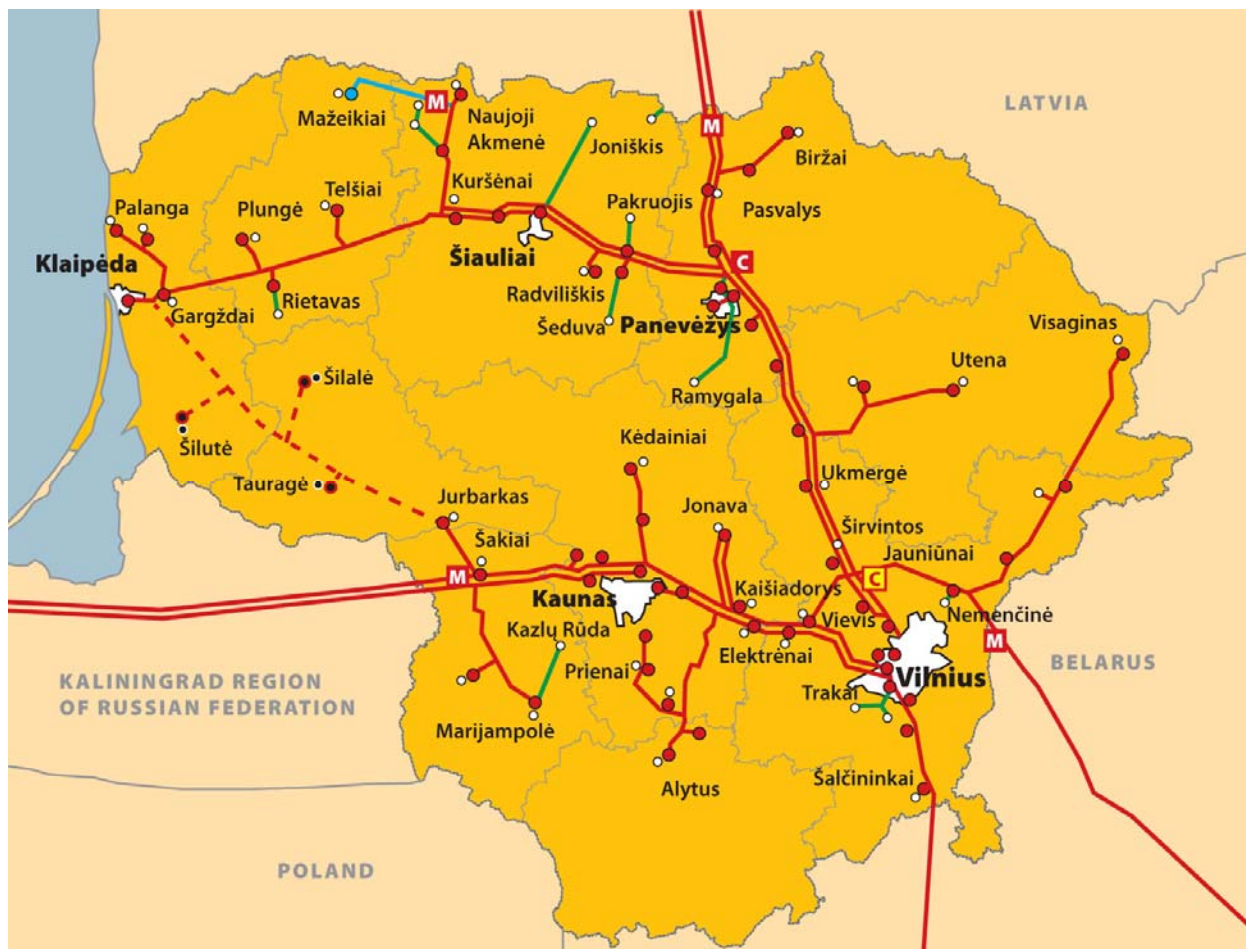 LATVIA
M
Mažeikiai
Naujoji
Akmenė
M
Joniškis
Biržai
Kuršėnai
Telšiai
Palanga
Plungė
Pakruojis
Pasvalys
Klaipėda
Šiauliai
C
Radviliškis
Rietavas
Gargždai
Šeduva
Panevėžys
Visaginas
Utena
Šilalė
Ramygala
Šilutė
Kėdainiai
Tauragė
Ukmergė
Jurbarkas
Jonava
Širvintos
Šakiai
Jauniūnai
M
C
Kaišiadorys
Kaunas
Vievis
Nemenčinė
Kazlų Rūda
M
Prienai
Elektrėnai
BELARUS
Vilnius
KALININGRAD REGION
OF RUSSIAN FEDERATION
Trakai
Marijampolė
Šalčininkai
Alytus
POLAND